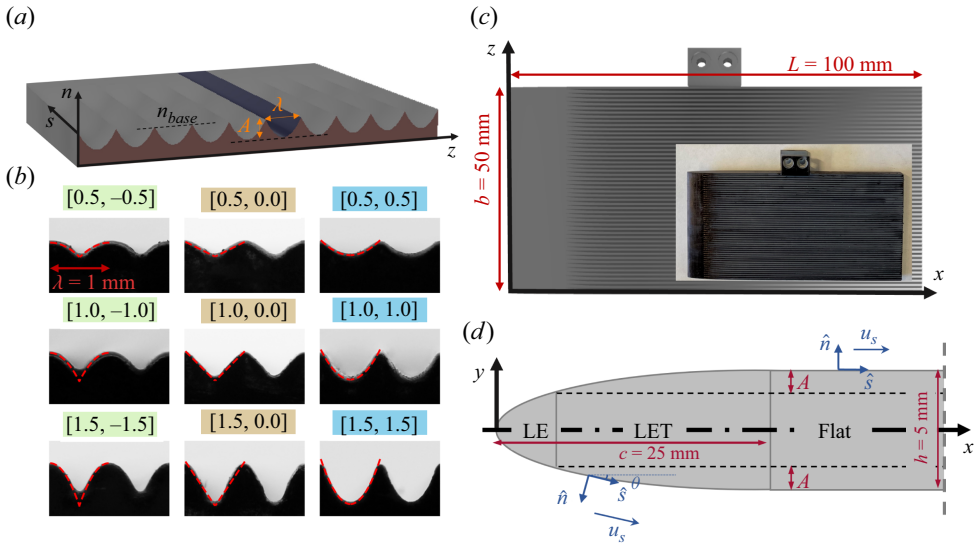 (a)
n
s
n_base
A
λ
z
(b)
[0.5, –0.5]
[0.5, 0.0]
[0.5, 0.5]
λ = 1 mm
[1.0, –1.0]
[1.0, 0.0]
[1.0, 1.0]
[1.5, –1.5]
[1.5, 0.0]
[1.5, 1.5]
(c)
z
L = 100 mm
b = 50 mm
x
(d)
y
n̂
u_s
ŝ
A
LE
LET
Flat
h = 5 mm
x
c = 25 mm
A
n̂
ŝ
θ
u_s